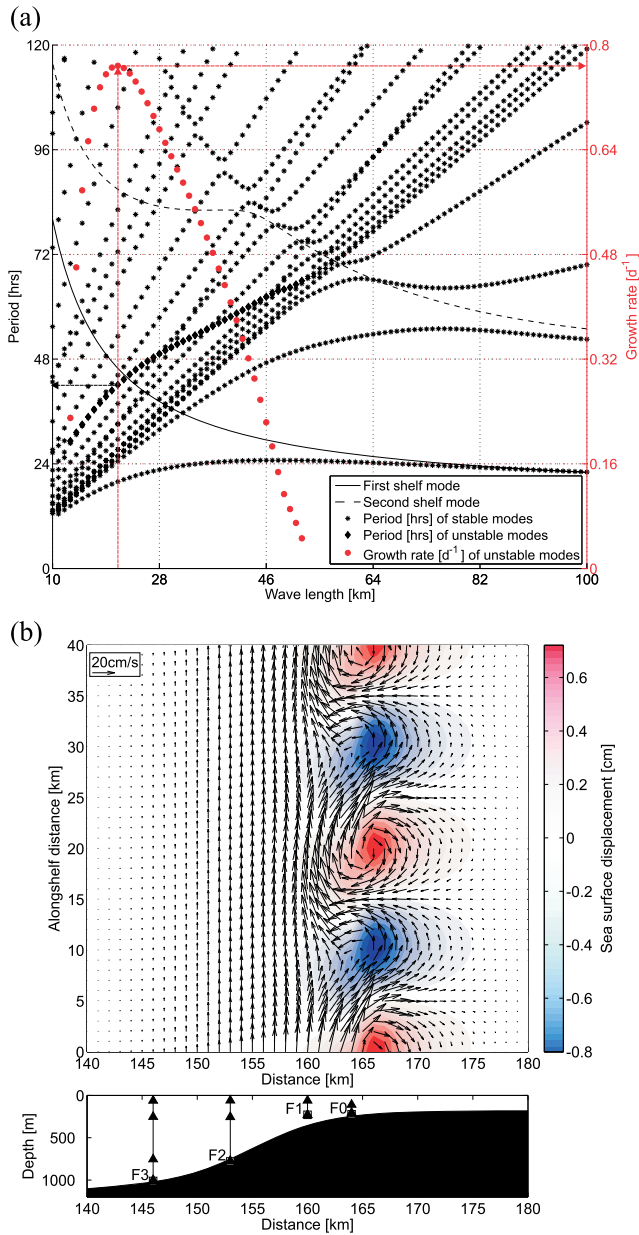 (a)
120
96
72
48
24
0
Period [hrs]
0.8
0.64
0.48
0.32
0.16
0
Growth rate [d⁻¹]
First shelf mode
Second shelf mode
Period [hrs] of stable modes
Period [hrs] of unstable modes
Growth rate [d⁻¹] of unstable modes
10 28 46 64 82 100
Wave length [km]
(b)
20cm/s
40
35
30
25
20
15
10
5
0
Alongshelf distance [km]
140 145 150 155 160 165 170 175 180
Distance [km]
0.6
0.4
0.2
0
-0.2
-0.4
-0.6
-0.8
Sea surface displacement [cm]
0
500
1000
Depth [m]
F3
F2
F1
F0
140 145 150 155 160 165 170 175 180
Distance [km]